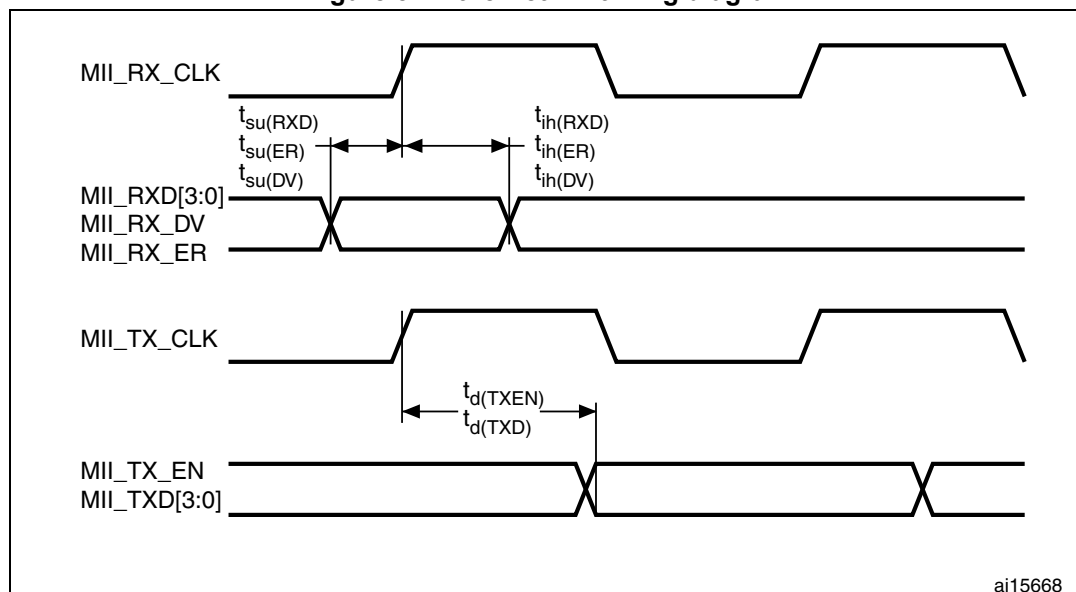 MII_RX_CLK
tsu(RXD)
tsu(ER)
tsu(DV)
tih(RXD)
tih(ER)
tih(DV)
MII_RXD[3:0]
MII_RX_DV
MII_RX_ER
MII_TX_CLK
td(TXEN)
td(TXD)
MII_TX_EN
MII_TXD[3:0]
ai15668